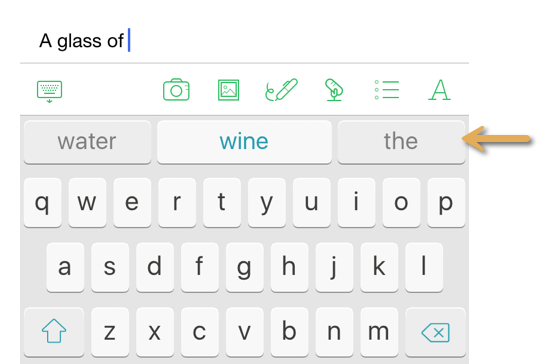 A glass of
A
water wine the
q w e r t y u i o p
a s d f g h j k l
z x c v b n m